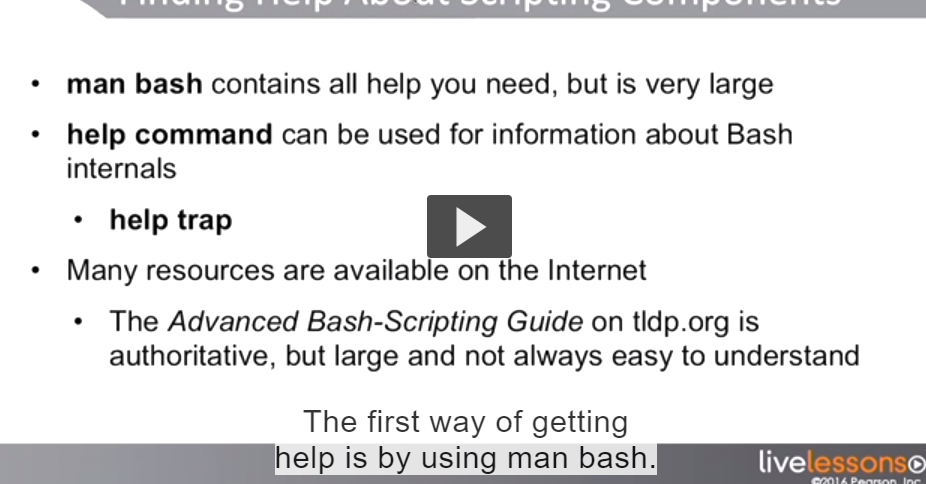 Finding Help About Scripting Components
• man bash contains all help you need, but is very large
• help command can be used for information about Bash
internals
• help trap
• Many resources are available on the Internet
• The Advanced Bash-Scripting Guide on tldp.org is
authoritative, but large and not always easy to understand
The first way of getting
help is by using man bash.
livelessons
©2016 Pearson, Inc.